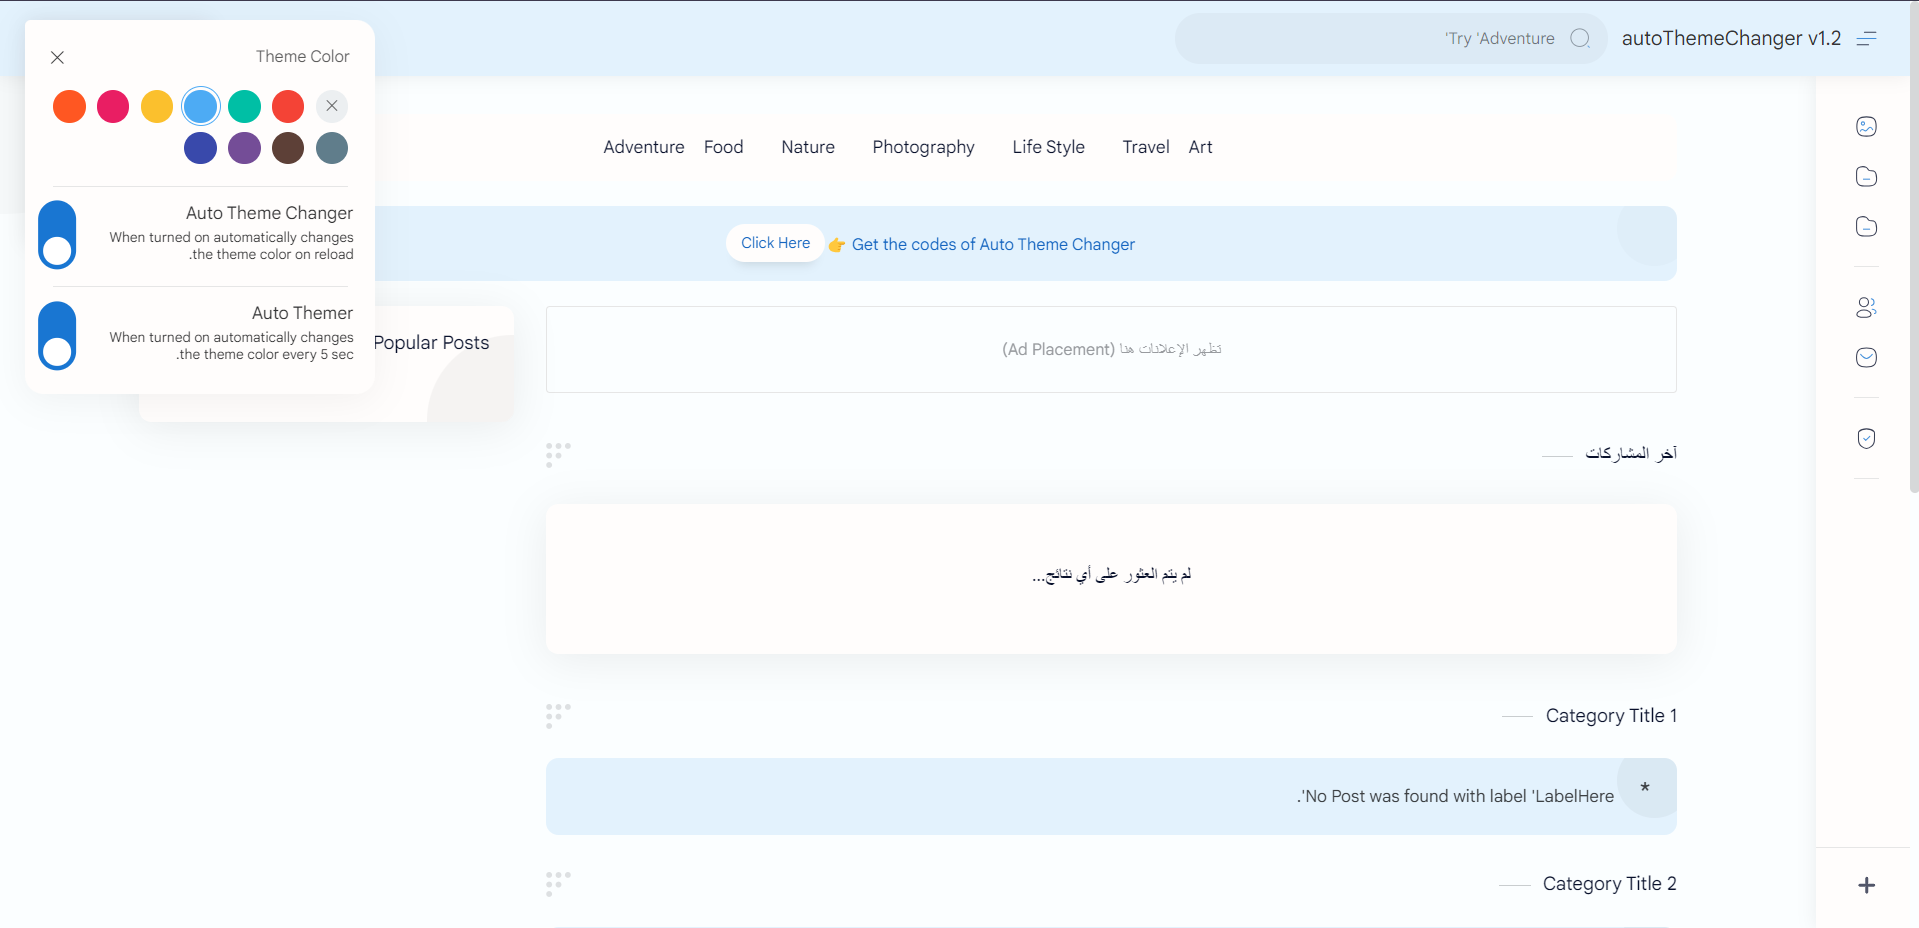 autoThemeChanger v1.2
Try 'Adventure'
Theme Color
Auto Theme Changer
When turned on automatically changes
the theme color on reload.
Auto Themer
When turned on automatically changes
the theme color every 5 sec.
Adventure Food Nature Photography Life Style Travel Art
Click Here 👉 Get the codes of Auto Theme Changer
Popular Posts
تظهر الإعلانات هنا (Ad Placement)
آخر المشاركات
لم يتم العثور على أي نتائج...
Category Title 1
*
No Post was found with label 'LabelHere'.
Category Title 2